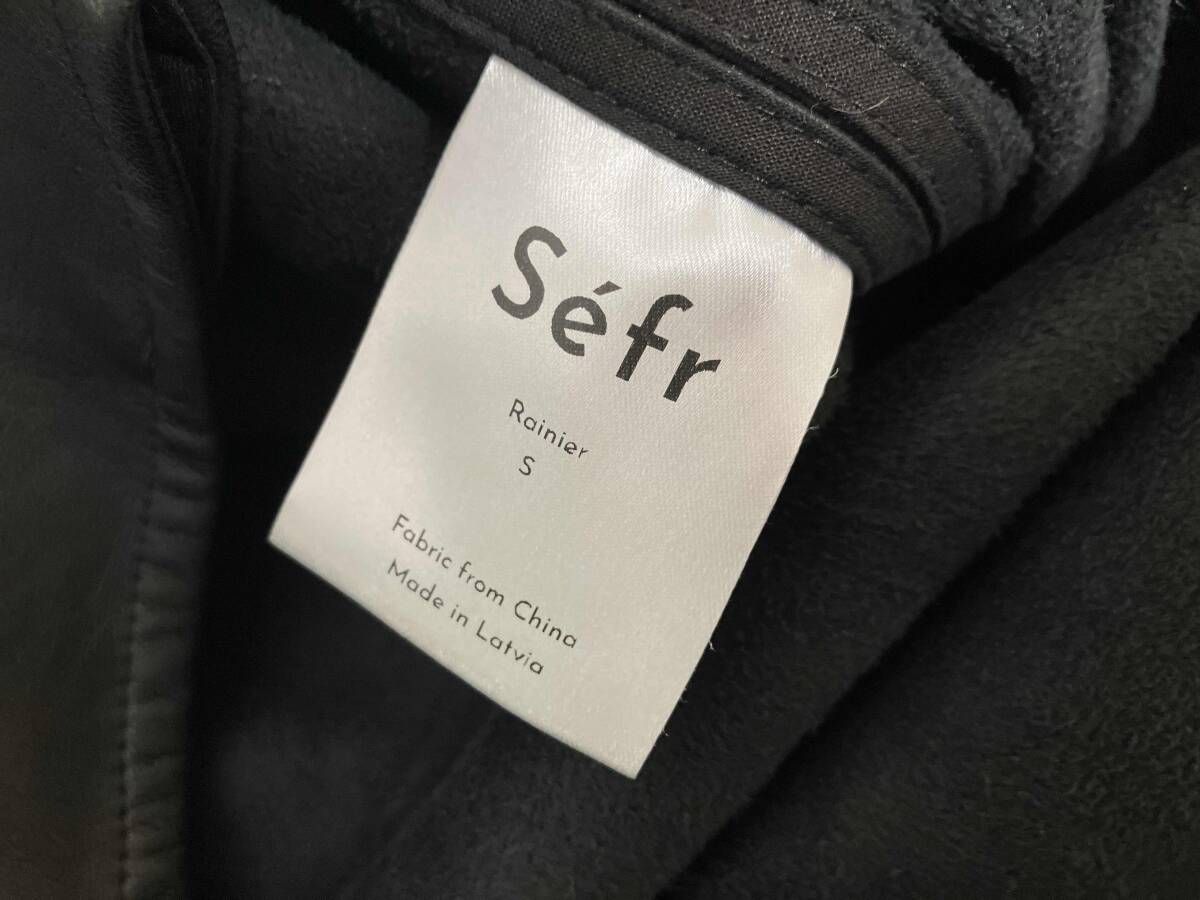 Séfr
Rainier
S
Fabric from China
Made in Latvia